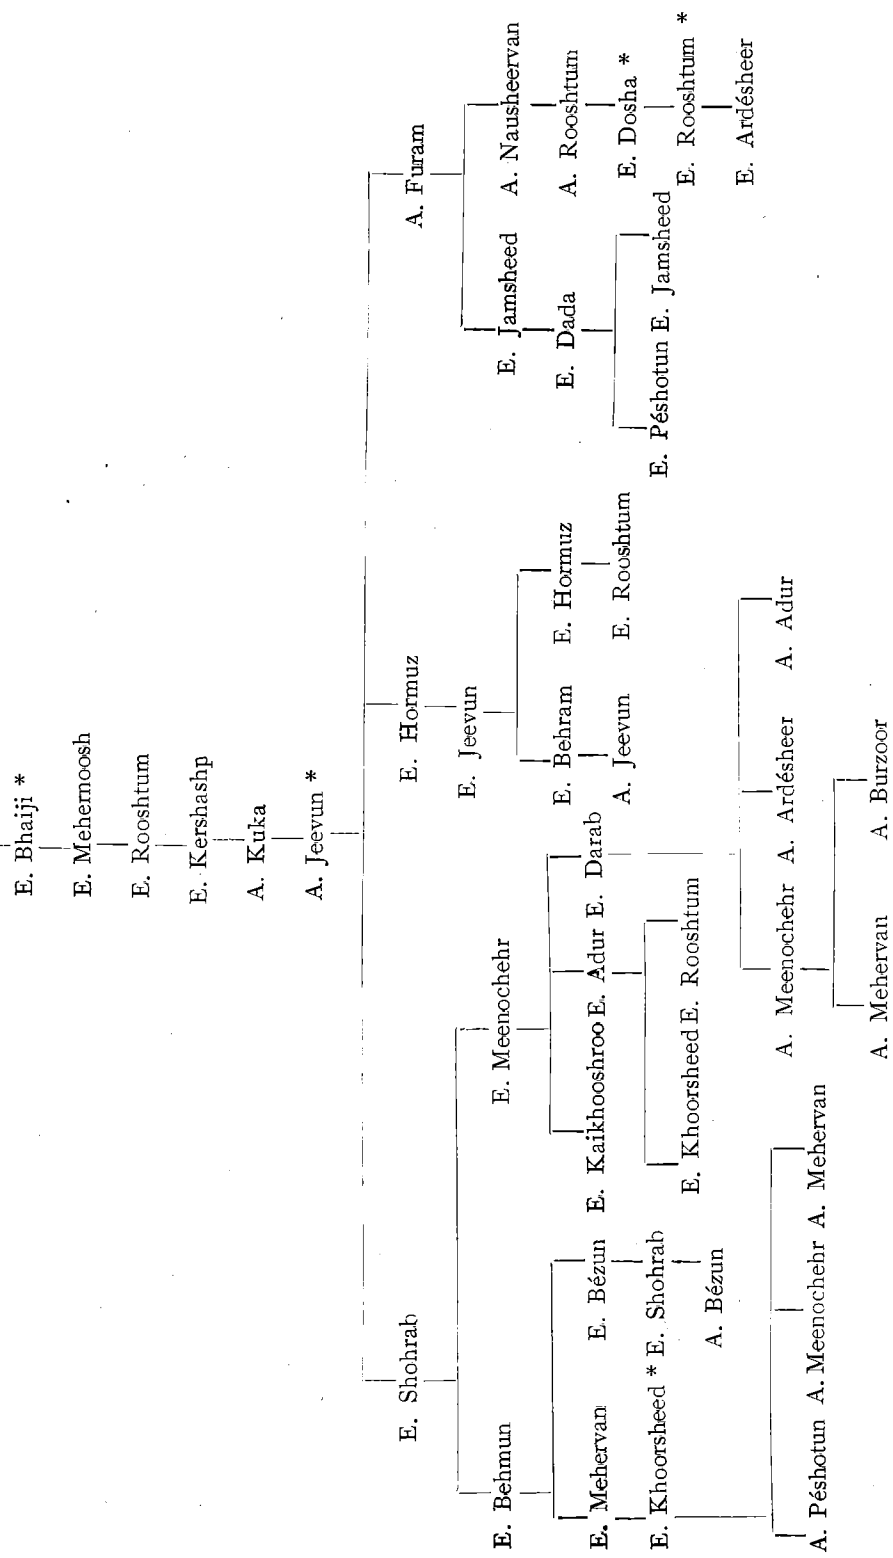 E. Bhaiji *
E. Mehernoosh
E. Rooshtum
E. Kershashp
A. Kuka
A. Jeevun *
E. Shohrab E. Hormuz A. Furam
E. Jeevun
E. Behmun E. Meenochehr E. Jamsheed A. Nausheervan
E. Behram E. Hormuz E. Dada A. Rooshtum
E. Mehervan E. Bézun E. Kaikhooshroo E. Adur E. Darab
A. Jeevun E. Rooshtum E. Dosha *
E. Khoorsheed * E. Shohrab E. Péshotun E. Jamsheed
E. Khoorsheed E. Rooshtum E. Rooshtum *
A. Bézun E. Ardésheer
A. Meenochehr A. Ardésheer A. Adur
A. Péshotun A. Meenochehr A. Mehervan
A. Mehervan A. Burzoor